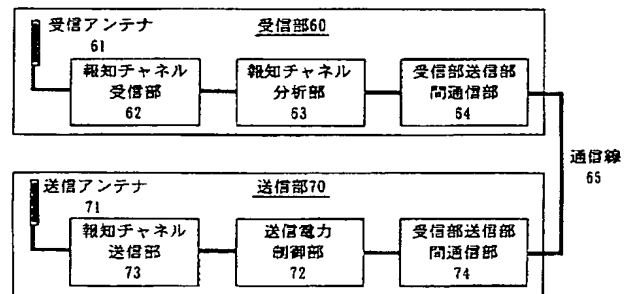 受信アンテナ
61
受信部60
報知チャネル
受信部
62
報知チャネル
分析部
63
受信部送信部
間通信部
64
通信線
65
送信アンテナ
71
送信部70
報知チャネル
送信部
73
送信電力
制御部
72
受信部送信部
間通信部
74